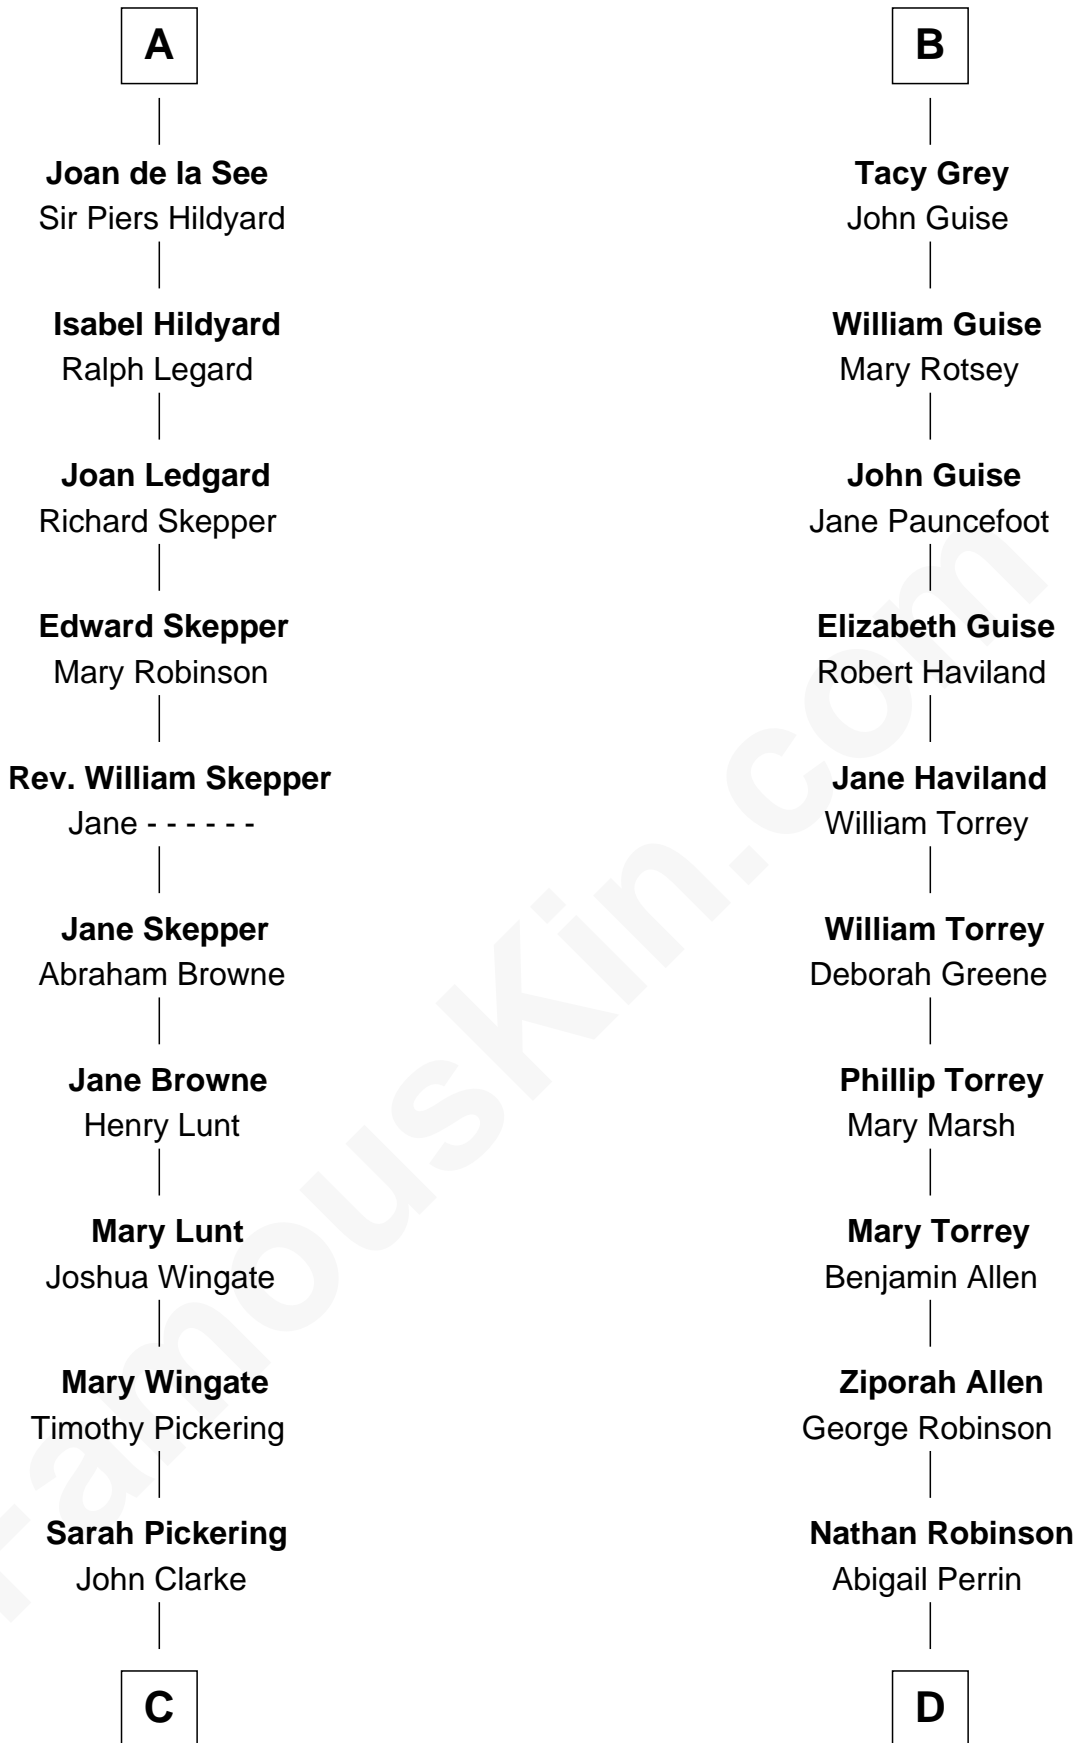 A
Joan de la See
Sir Piers Hildyard
Isabel Hildyard
Ralph Legard
Joan Ledgard
Richard Skepper
Edward Skepper
Mary Robinson
Rev. William Skepper
Jane - - - - - -
Jane Skepper
Abraham Browne
Jane Browne
Henry Lunt
Mary Lunt
Joshua Wingate
Mary Wingate
Timothy Pickering
Sarah Pickering
John Clarke
C
B
Tacy Grey
John Guise
William Guise
Mary Rotsey
John Guise
Jane Pauncefoot
Elizabeth Guise
Robert Haviland
Jane Haviland
William Torrey
William Torrey
Deborah Greene
Phillip Torrey
Mary Marsh
Mary Torrey
Benjamin Allen
Ziporah Allen
George Robinson
Nathan Robinson
Abigail Perrin
D
FamousKin.com